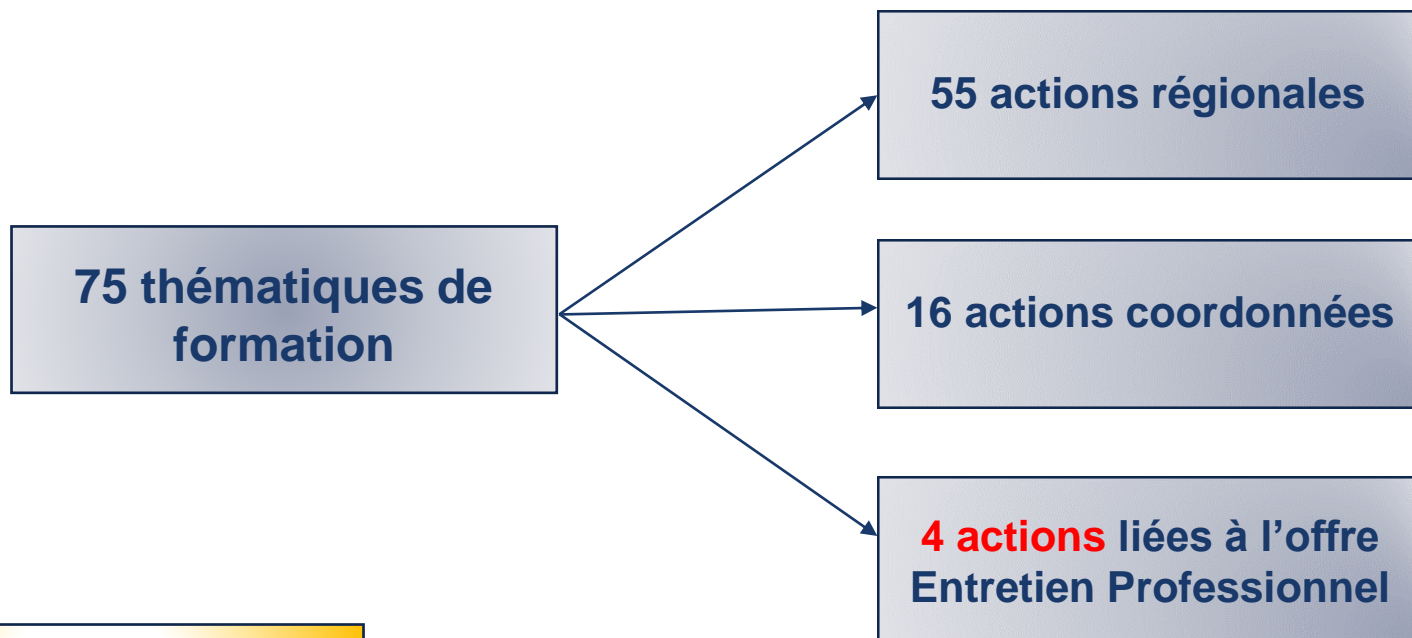 55 actions régionales
75 thématiques de
formation
16 actions coordonnées
4 actions liées à l’offre
Entretien Professionnel